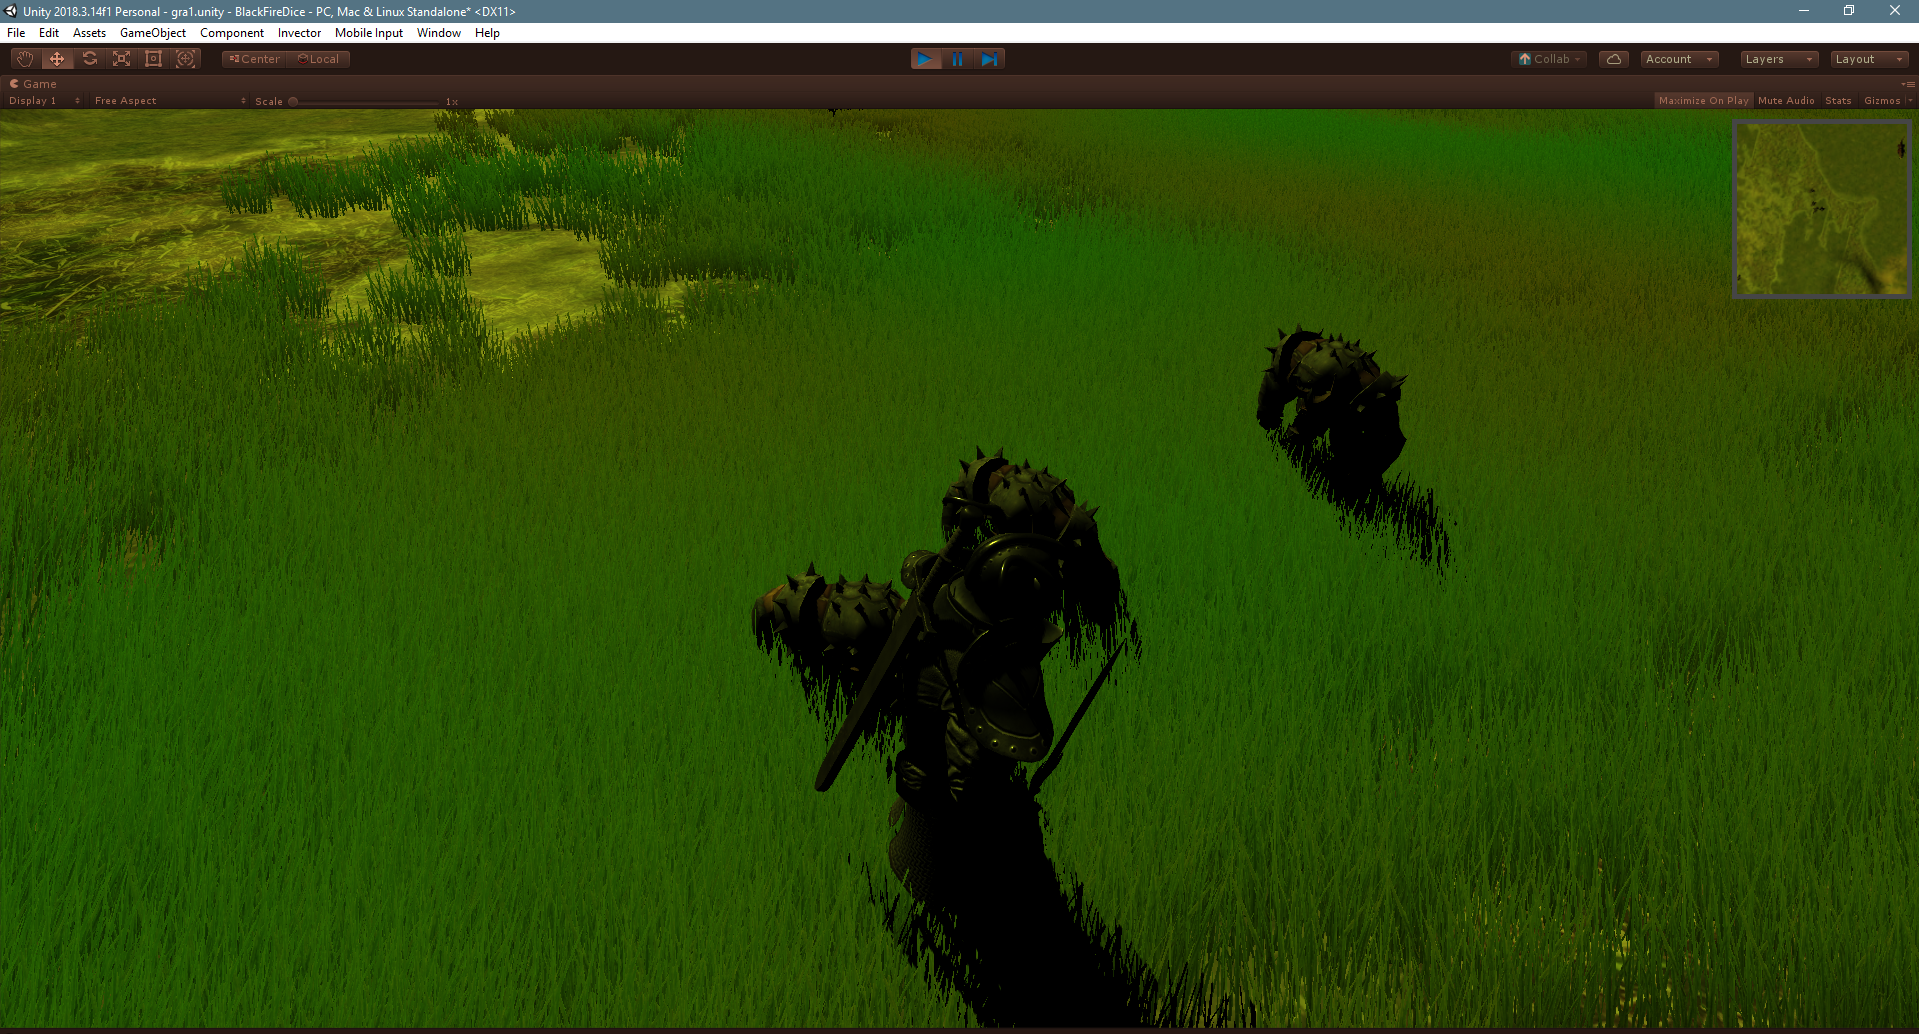 Unity 2018.3.14f1 Personal - gra1.unity - BlackFireDice - PC, Mac & Linux Standalone* <DX11>
File Edit Assets GameObject Component Invector Mobile Input Window Help
Center Local Collab Account Layers Layout
Game
Display 1 Free Aspect Scale 1x Maximize On Play Mute Audio Stats Gizmos